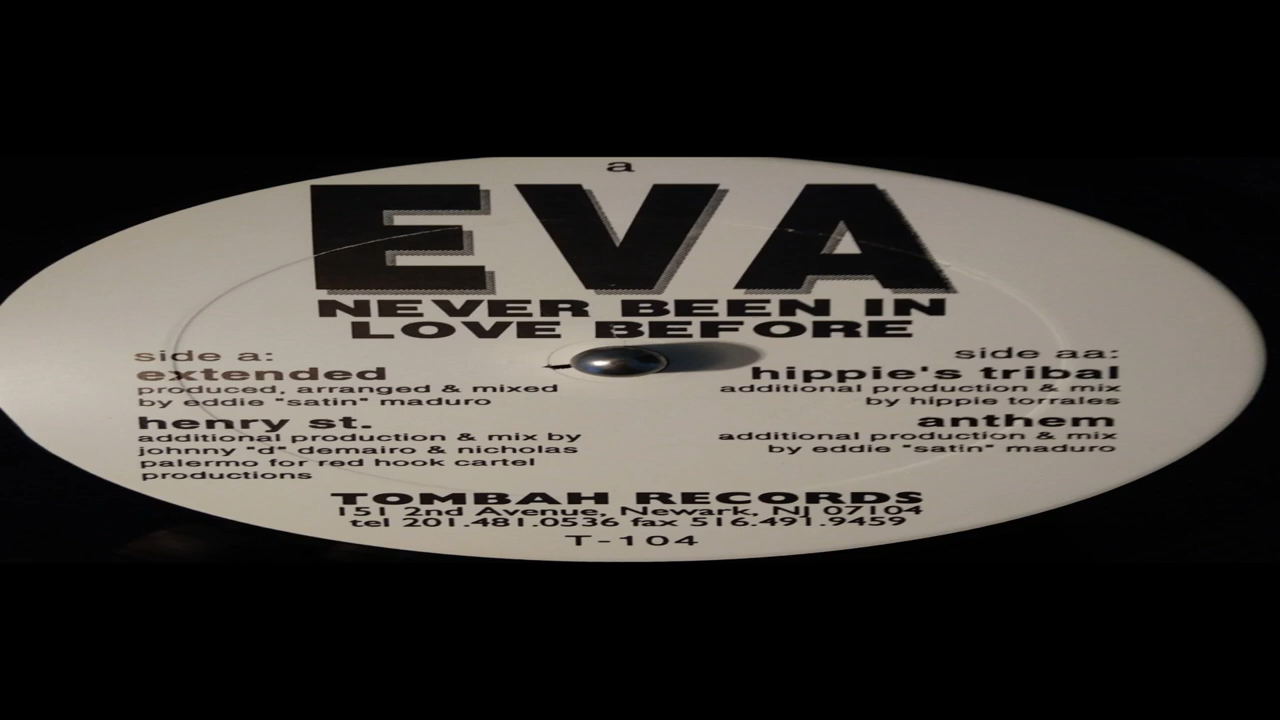 a
EVA
NEVER BEEN IN
LOVE BEFORE
side a:
extended
produced, arranged & mixed
by eddie "satin" maduro
henry st.
additional production & mix by
johnny "d" demairo & nicholas
palermo for red hook cartel
productions
side aa:
hippie's tribal
additional production & mix
by hippie torrales
anthem
additional production & mix
by eddie "satin" maduro
TOMBAH RECORDS
151 2nd Avenue, Newark, NJ 07104
tel 201.481.0536 fax 516.491.9459
T-104